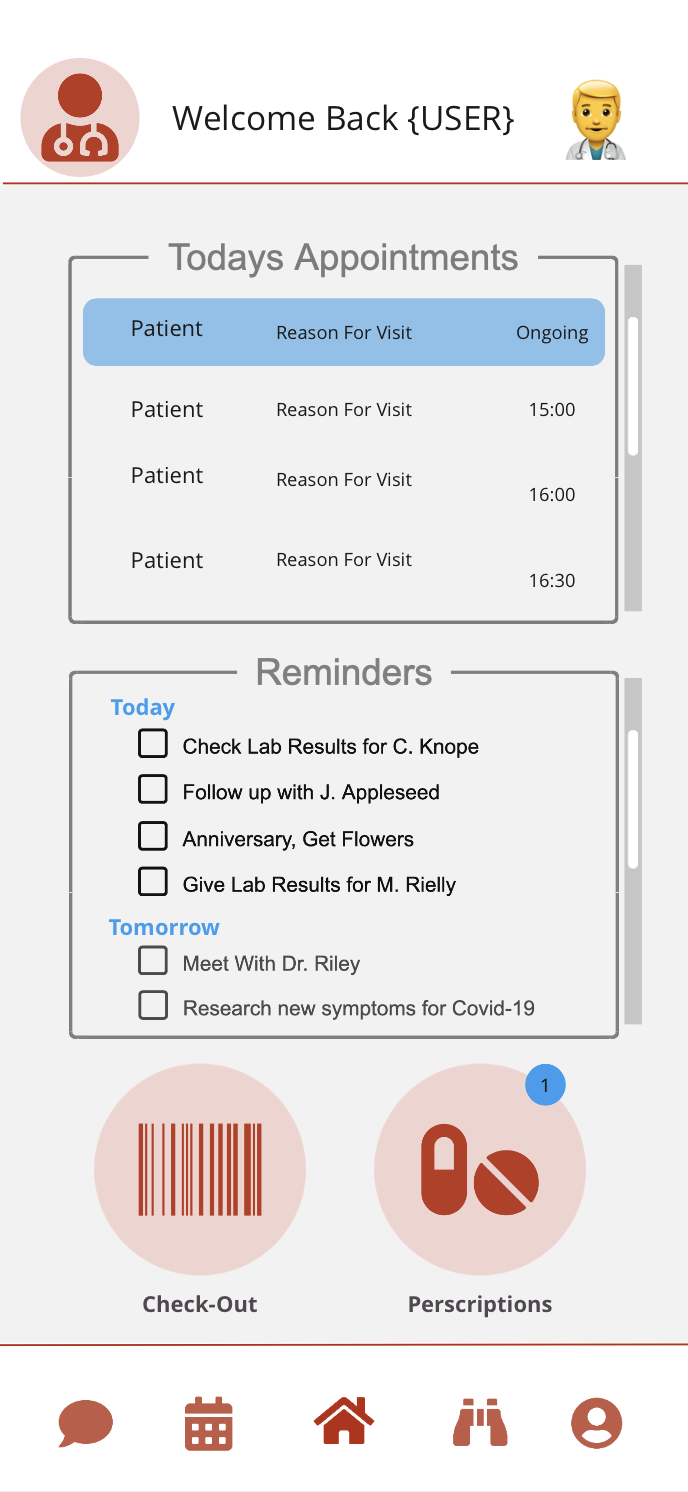 Welcome Back {USER}
Todays Appointments
Patient Reason For Visit Ongoing
Patient Reason For Visit 15:00
Patient Reason For Visit 16:00
Patient Reason For Visit 16:30
Reminders
Today
Check Lab Results for C. Knope
Follow up with J. Appleseed
Anniversary, Get Flowers
Give Lab Results for M. Rielly
Tomorrow
Meet With Dr. Riley
Research new symptoms for Covid-19
1
Check-Out Perscriptions